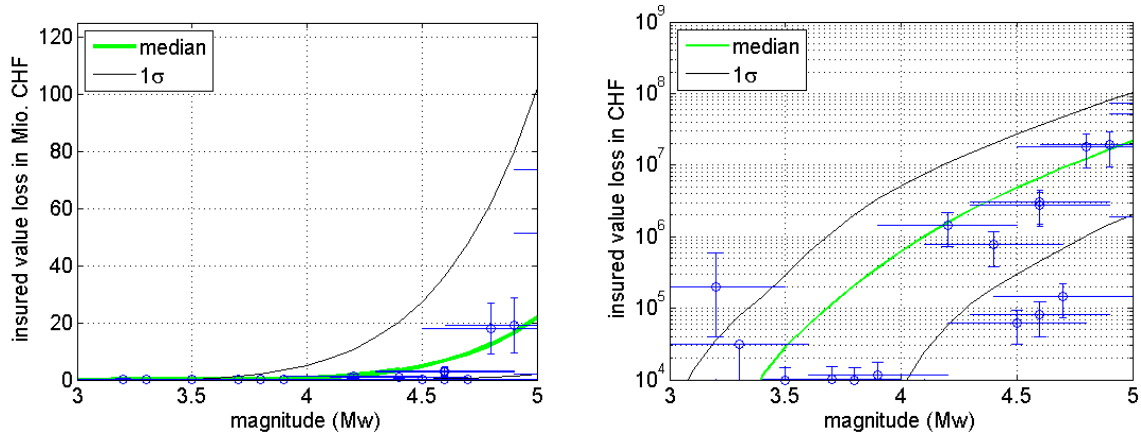 120
100
80
60
40
20
0
insured value loss in Mio. CHF
median
1σ
3
3.5
4
4.5
5
magnitude (Mw)
10^9
10^8
10^7
10^6
10^5
10^4
insured value loss in CHF
median
1σ
3
3.5
4
4.5
5
magnitude (Mw)